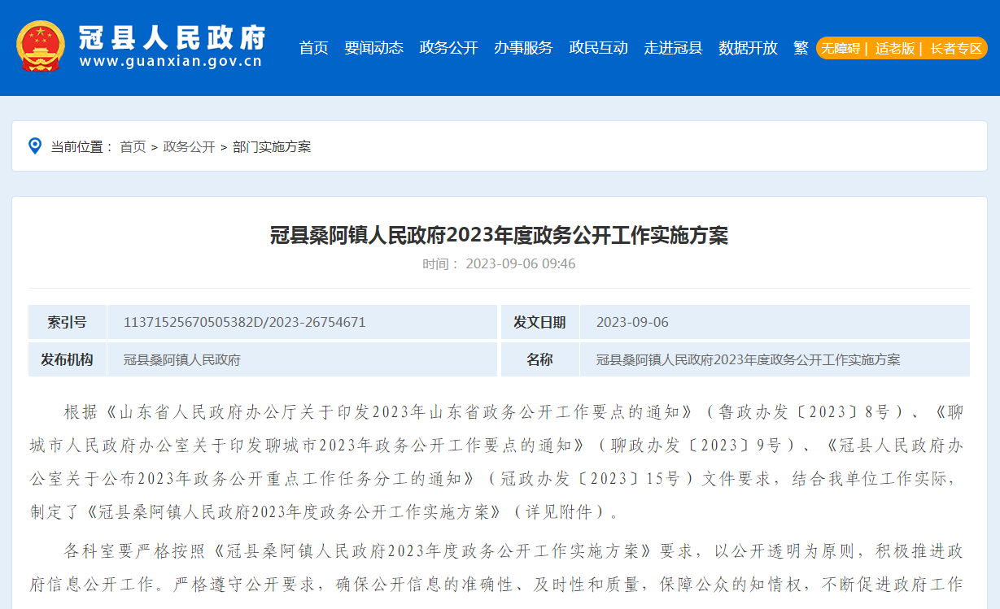 冠县人民政府
www.guanxian.gov.cn
首页 要闻动态 政务公开 办事服务 政民互动 走进冠县 数据开放 繁 无障碍 | 适老版 | 长者专区
当前位置： 首页 > 政务公开 > 部门实施方案
冠县桑阿镇人民政府2023年度政务公开工作实施方案
时间： 2023-09-06 09:46
索引号 11371525670505382D/2023-26754671 发文日期 2023-09-06
发布机构 冠县桑阿镇人民政府 名称 冠县桑阿镇人民政府2023年度政务公开工作实施方案
根据《山东省人民政府办公厅关于印发2023年山东省政务公开工作要点的通知》（鲁政办发〔2023〕8号）、《聊
城市人民政府办公室关于印发聊城市2023年政务公开工作要点的通知》（聊政办发〔2023〕9号）、《冠县人民政府办
公室关于公布2023年政务公开重点工作任务分工的通知》（冠政办发〔2023〕15号）文件要求，结合我单位工作实际，
制定了《冠县桑阿镇人民政府2023年度政务公开工作实施方案》（详见附件）。
各科室要严格按照《冠县桑阿镇人民政府2023年度政务公开工作实施方案》要求，以公开透明为原则，积极推进政
府信息公开工作。严格遵守公开要求，确保公开信息的准确性、及时性和质量，保障公众的知情权，不断促进政府工作